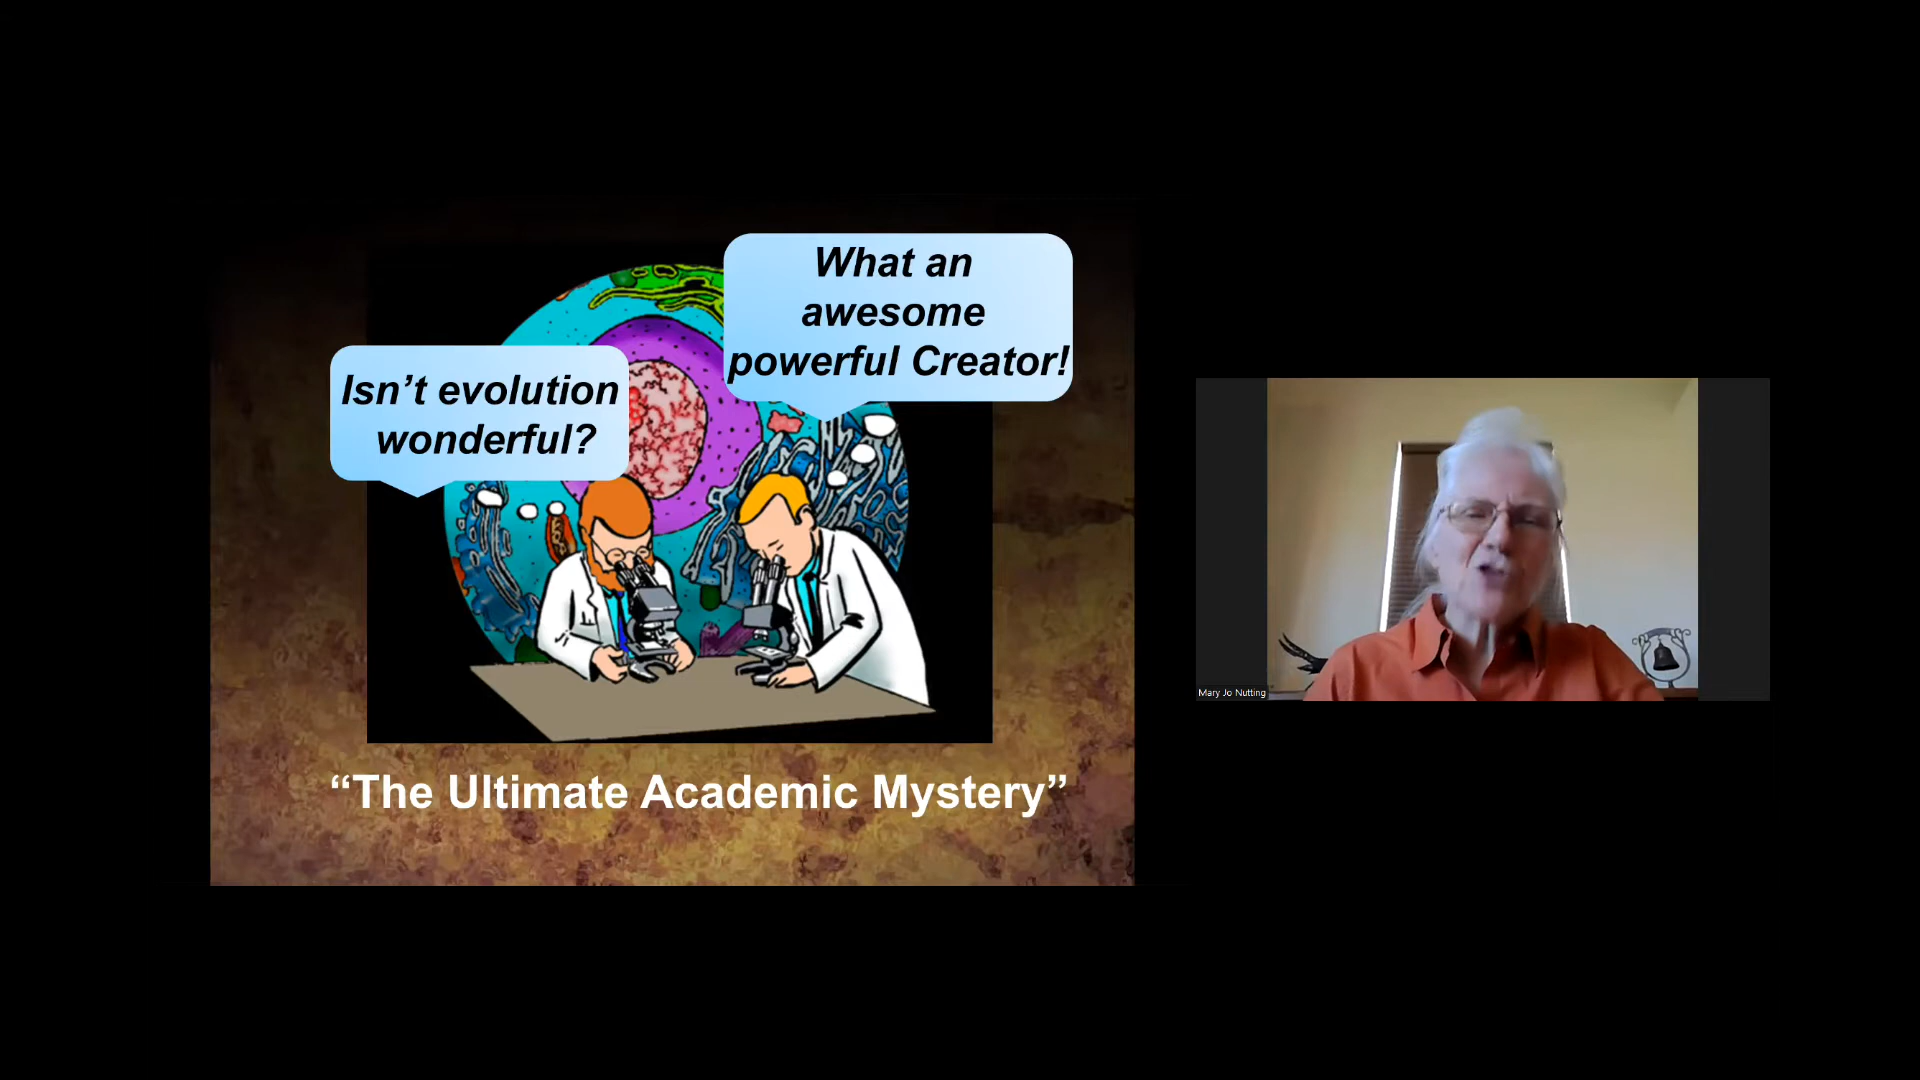 What an
awesome
powerful Creator!
Isn’t evolution
wonderful?
“The Ultimate Academic Mystery”
Mary Jo Nutting